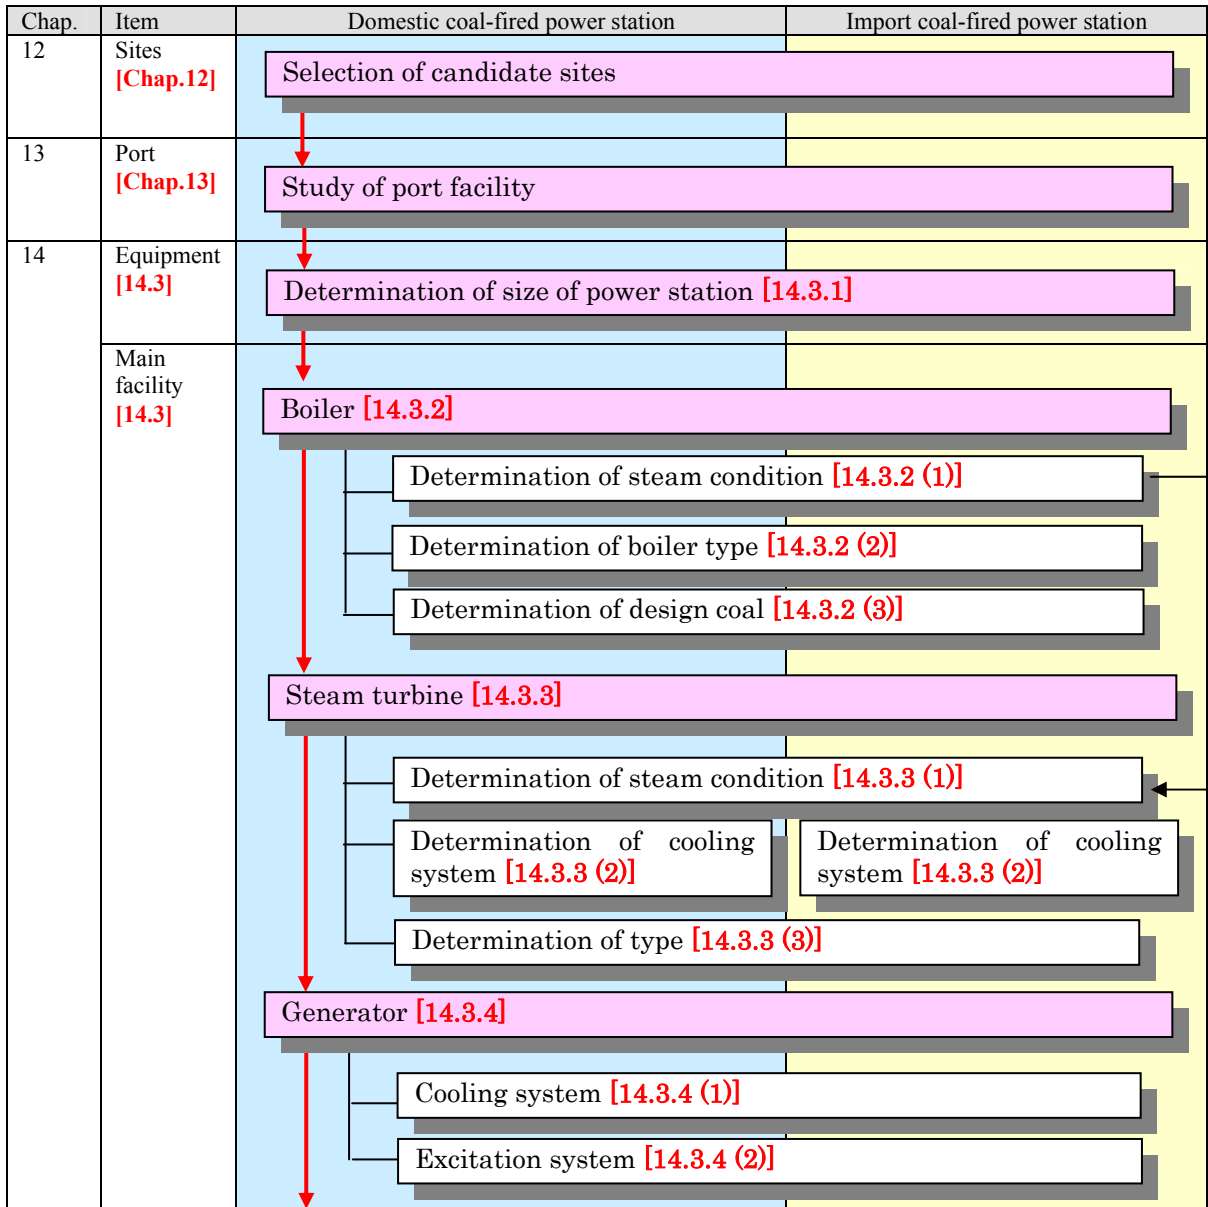 Chap. Item Domestic coal-fired power station Import coal-fired power station
12 Sites
[Chap.12]
Selection of candidate sites
13 Port
[Chap.13]
Study of port facility
14 Equipment
[14.3]
Determination of size of power station [14.3.1]
Main
facility
[14.3]
Boiler [14.3.2]
Determination of steam condition [14.3.2 (1)]
Determination of boiler type [14.3.2 (2)]
Determination of design coal [14.3.2 (3)]
Steam turbine [14.3.3]
Determination of steam condition [14.3.3 (1)]
Determination of cooling
system [14.3.3 (2)]
Determination of cooling
system [14.3.3 (2)]
Determination of type [14.3.3 (3)]
Generator [14.3.4]
Cooling system [14.3.4 (1)]
Excitation system [14.3.4 (2)]